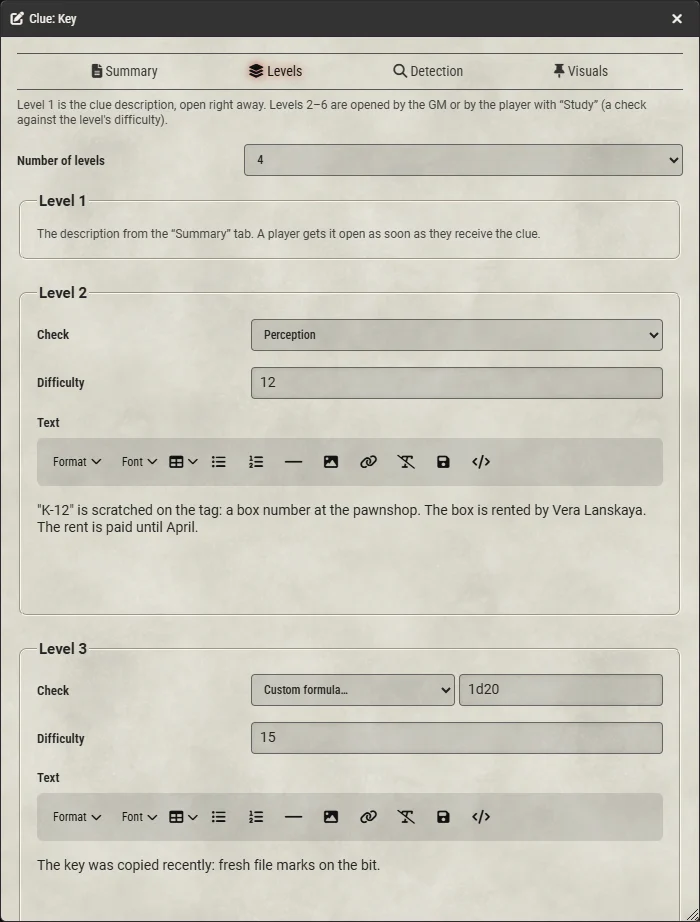 Clue: Key
Summary
Levels
Detection
Visuals
Level 1 is the clue description, open right away. Levels 2–6 are opened by the GM or by the player with “Study” (a check
against the level's difficulty).
Number of levels
4
Level 1
The description from the “Summary” tab. A player gets it open as soon as they receive the clue.
Level 2
Check
Perception
Difficulty
12
Text
Format
Font
"K-12" is scratched on the tag: a box number at the pawnshop. The box is rented by Vera Lanskaya.
The rent is paid until April.
Level 3
Check
Custom formula…
1d20
Difficulty
15
Text
Format
Font
The key was copied recently: fresh file marks on the bit.